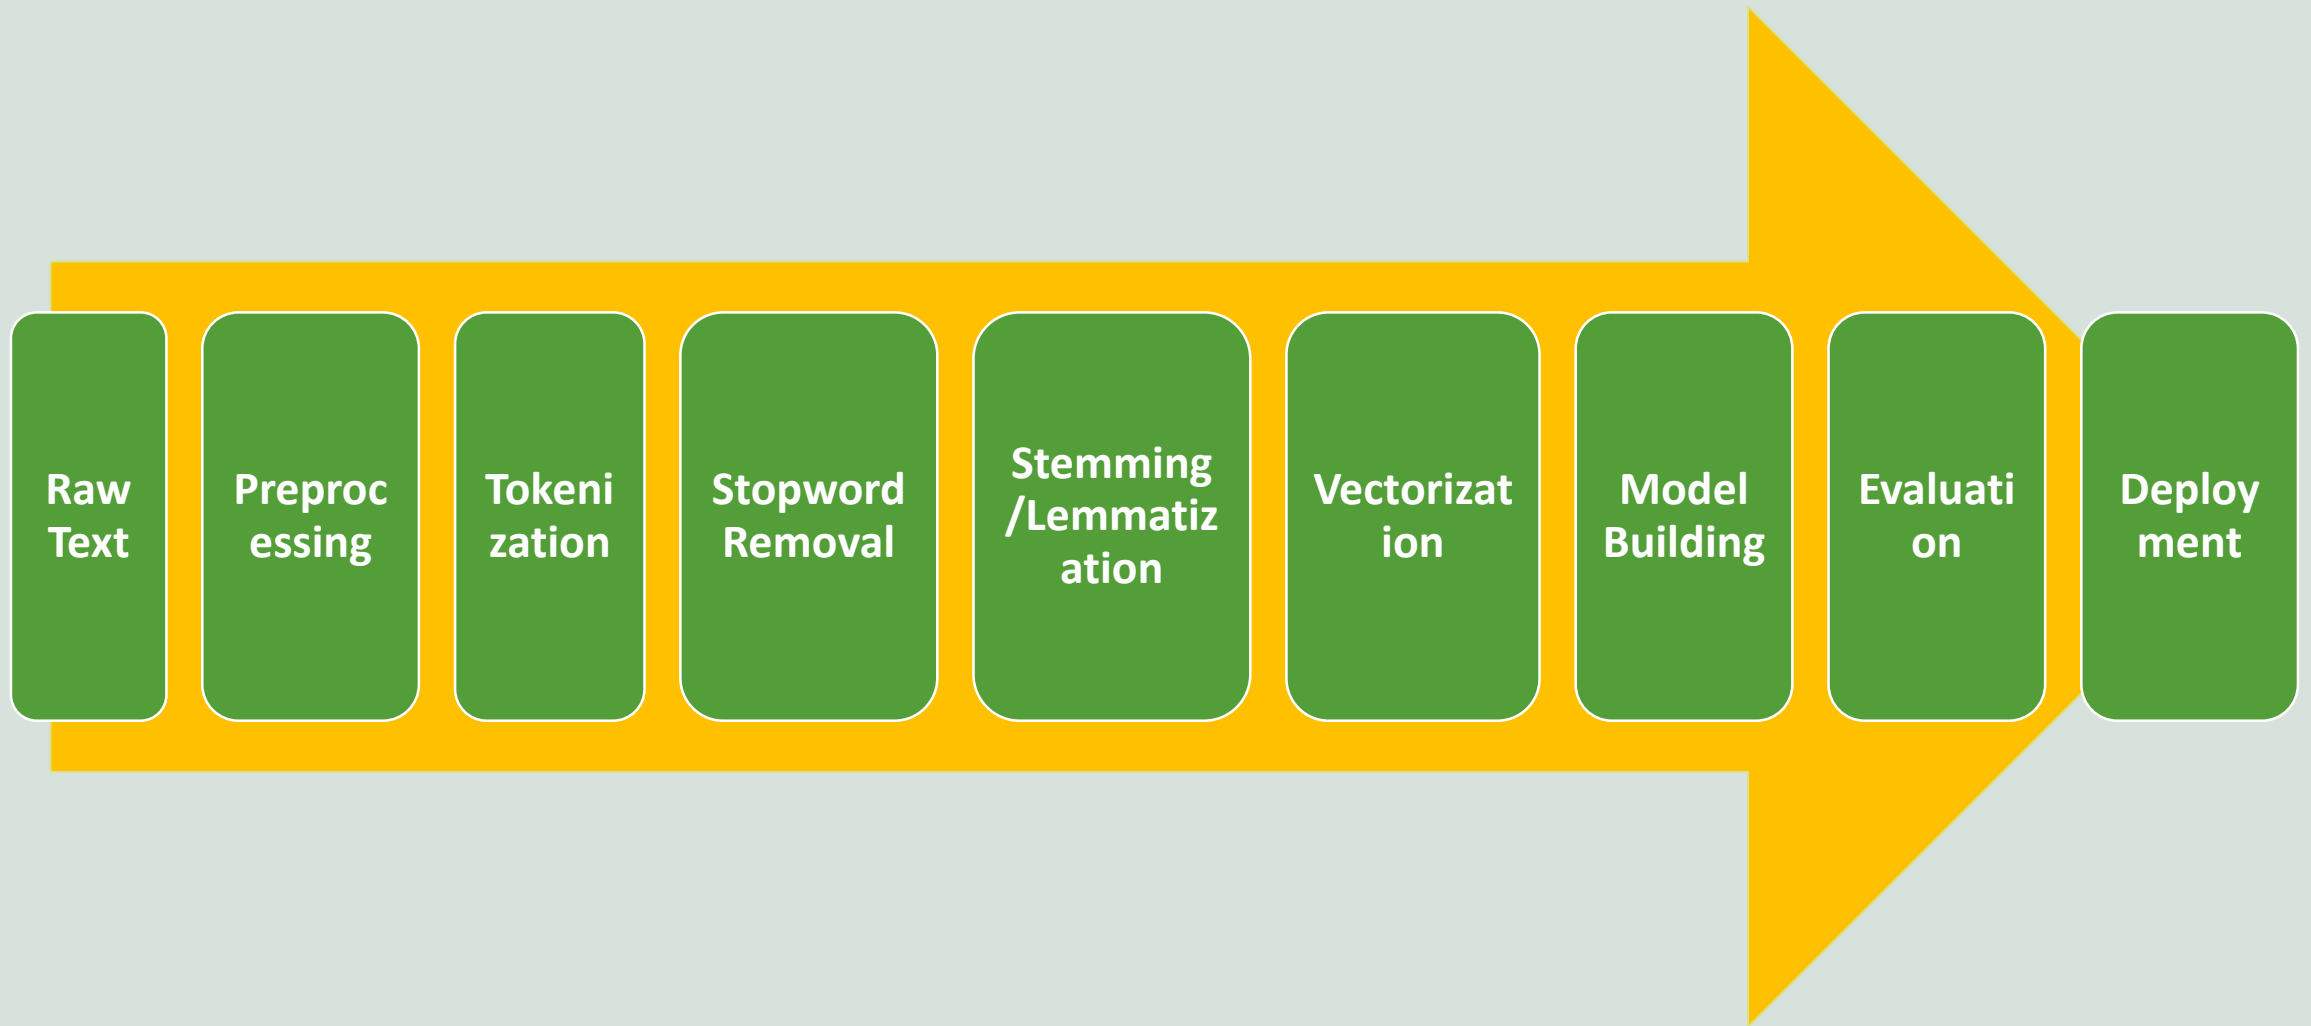 Raw
Text
Preproc
essing
Tokeni
zation
Stopword
Removal
Stemming
/Lemmatiz
ation
Vectorizat
ion
Model
Building
Evaluati
on
Deploy
ment